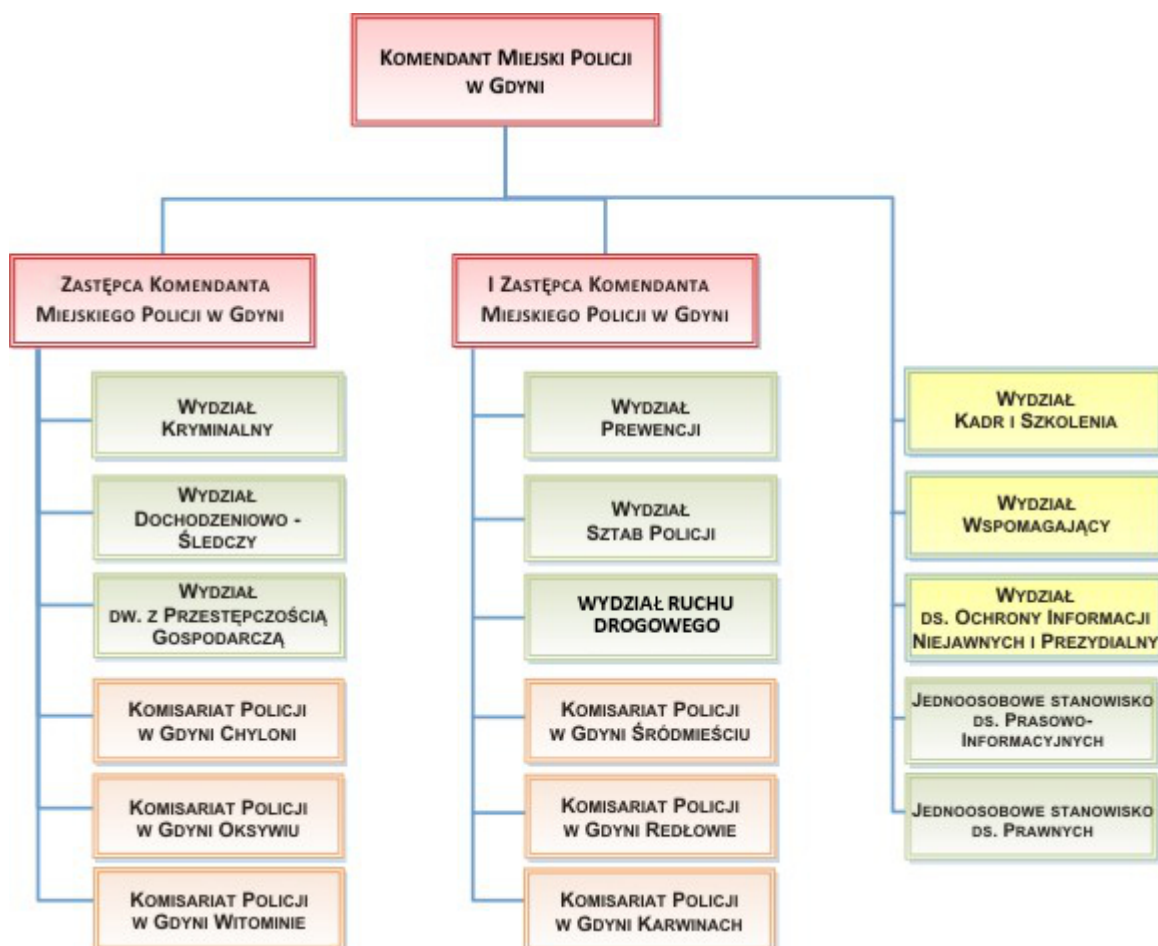 Komendant Miejski Policji
w Gdyni
Zastępca Komendanta
Miejskiego Policji w Gdyni
Wydział
Kryminalny
Wydział
Dochodzeniowo -
Śledczy
Wydział
dw. z Przestępczością
Gospodarczą
Komisariat Policji
w Gdyni Chyloni
Komisariat Policji
w Gdyni Oksywiu
Komisariat Policji
w Gdyni Witominie
I Zastępca Komendanta
Miejskiego Policji w Gdyni
Wydział
Prewencji
Wydział
Sztab Policji
WYDZIAŁ RUCHU
DROGOWEGO
Komisariat Policji
w Gdyni Śródmieściu
Komisariat Policji
w Gdyni Redłowie
Komisariat Policji
w Gdyni Karwinach
Wydział
Kadr i Szkolenia
Wydział
Wspomagający
Wydział
ds. Ochrony Informacji
Niejawnych i Prezydialny
Jednoosobowe stanowisko
ds. Prasowo-
Informacyjnych
Jednoosobowe stanowisko
ds. Prawnych